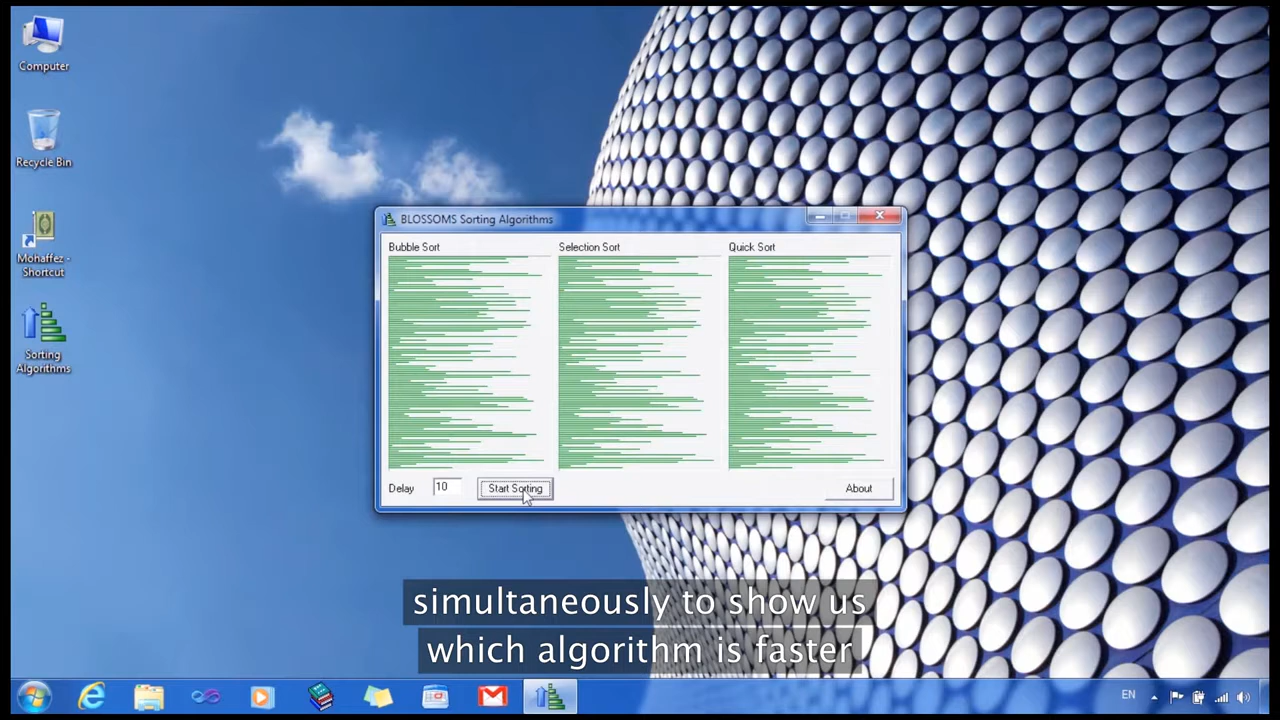 Computer
Recycle Bin
Mohaffez -
Shortcut
Sorting
Algorithms
BLOSSOMS Sorting Algorithms
Bubble Sort
Selection Sort
Quick Sort
Delay
10
Start Sorting
About
simultaneously to show us
which algorithm is faster
EN